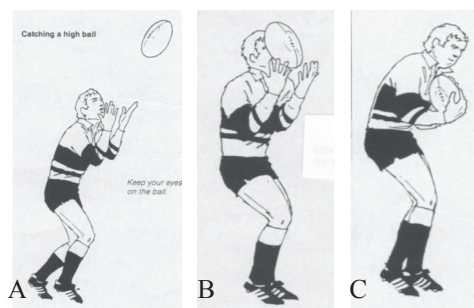 Catching a high ball
Keep your eyes
on the ball.
A
B
C